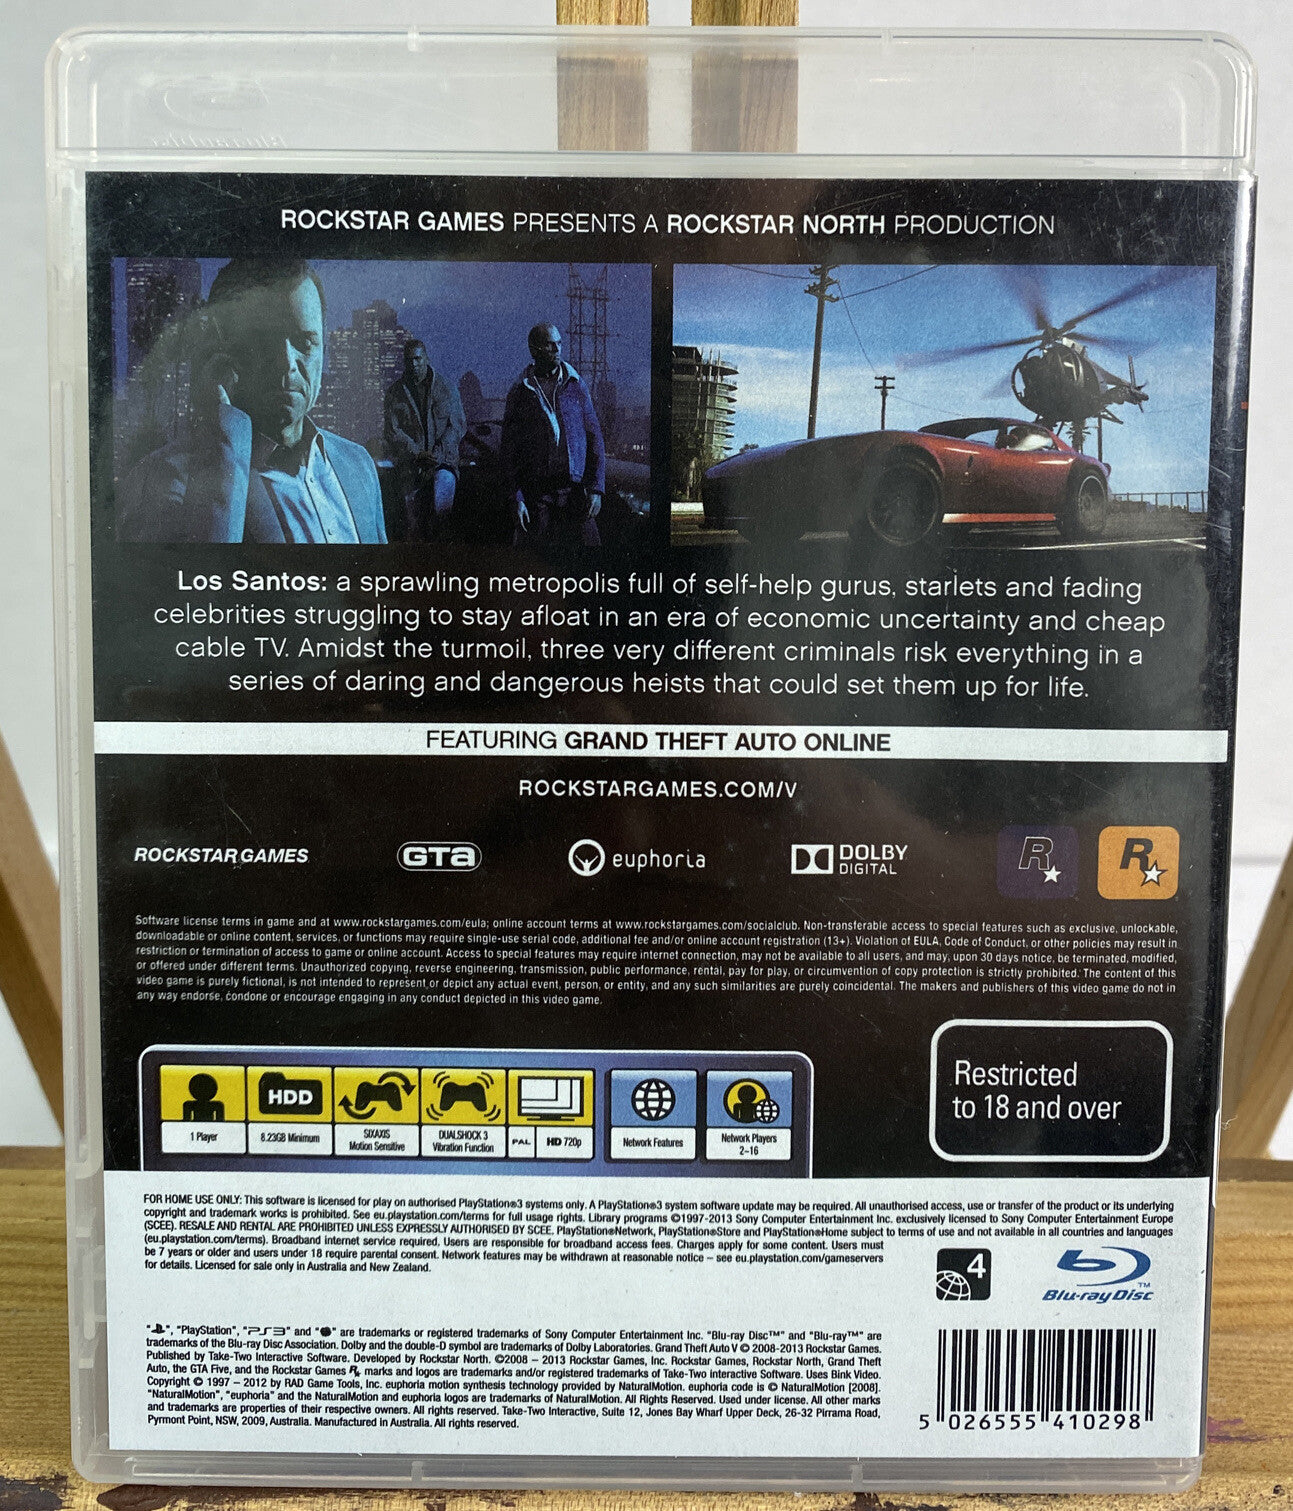 ROCKSTAR GAMES PRESENTS A ROCKSTAR NORTH PRODUCTION
Los Santos: a sprawling metropolis full of self-help gurus, starlets and fading
celebrities struggling to stay afloat in an era of economic uncertainty and cheap
cable TV. Amidst the turmoil, three very different criminals risk everything in a
series of daring and dangerous heists that could set them up for life.
FEATURING GRAND THEFT AUTO ONLINE
ROCKSTARGAMES.COM/V
ROCKSTAR GAMES
GTA
euphoria
DOLBY
DIGITAL
R
R
Software license terms in game and at www.rockstargames.com/eula; online account terms at www.rockstargames.com/socialclub. Non-transferable access to special features such as exclusive, unlockable,
downloadable or online content, services, or functions may require single-use serial code, additional fee and/or online account registration (13+). Violation of EULA, Code of Conduct, or other policies may result in
restriction or termination of access to game or online account. Access to special features may require internet connection, may not be available to all users, and may, upon 30 days notice, be terminated, modified,
or offered under different terms. Unauthorized copying, reverse engineering, transmission, public performance, rental, pay for play, or circumvention of copy protection is strictly prohibited. The content of this
video game is purely fictional, is not intended to represent or depict any actual event, person, or entity, and any such similarities are purely coincidental. The makers and publishers of this video game do not in
any way endorse, condone or encourage engaging in any conduct depicted in this video game.
HDD
1 Player
8.23GB Minimum
SIXAXIS
Motion Sensitive
DUALSHOCK 3
Vibration Function
PAL
HD 720p
Network Features
Network Players
2-16
Restricted
to 18 and over
FOR HOME USE ONLY: This software is licensed for play on authorised PlayStation®3 systems only. A PlayStation®3 system software update may be required. All unauthorised access, use or transfer of the product or its underlying
copyright and trademark works is prohibited. See eu.playstation.com/terms for full usage rights. Library programs ©1997-2013 Sony Computer Entertainment Inc. exclusively licensed to Sony Computer Entertainment Europe
(SCEE). RESALE AND RENTAL ARE PROHIBITED UNLESS EXPRESSLY AUTHORISED BY SCEE. PlayStation®Network, PlayStation®Store and PlayStation®Home subject to terms of use and not available in all countries and languages
(eu.playstation.com/terms). Broadband internet service required. Users are responsible for broadband access fees. Charges apply for some content. Users must
be 7 years or older and users under 18 require parental consent. Network features may be withdrawn at reasonable notice – see eu.playstation.com/gameservers
for details. Licensed for sale only in Australia and New Zealand.
4
Blu-ray Disc™
"PlayStation", "PS3" and " " are trademarks or registered trademarks of Sony Computer Entertainment Inc. "Blu-ray Disc™" and "Blu-ray™" are
trademarks of the Blu-ray Disc Association. Dolby and the double-D symbol are trademarks of Dolby Laboratories. Grand Theft Auto V © 2008-2013 Rockstar Games.
Published by Take-Two Interactive Software. Developed by Rockstar North. ©2008 – 2013 Rockstar Games, Inc. Rockstar Games, Rockstar North, Grand Theft
Auto, the GTA Five, and the Rockstar Games R marks and logos are trademarks and/or registered trademarks of Take-Two Interactive Software. Uses Bink Video.
Copyright © 1997 – 2012 by RAD Game Tools, Inc. euphoria motion synthesis technology provided by NaturalMotion. euphoria code is © NaturalMotion [2008].
"NaturalMotion", "euphoria" and the NaturalMotion and euphoria logos are trademarks of NaturalMotion. All Rights Reserved. Used under license. All other marks
and trademarks are properties of their respective owners. All rights reserved. Take-Two Interactive, Suite 12, Jones Bay Wharf Upper Deck, 26-32 Pirrama Road,
Pyrmont Point, NSW, 2009, Australia. Manufactured in Australia. All rights reserved.
5 026555 410298